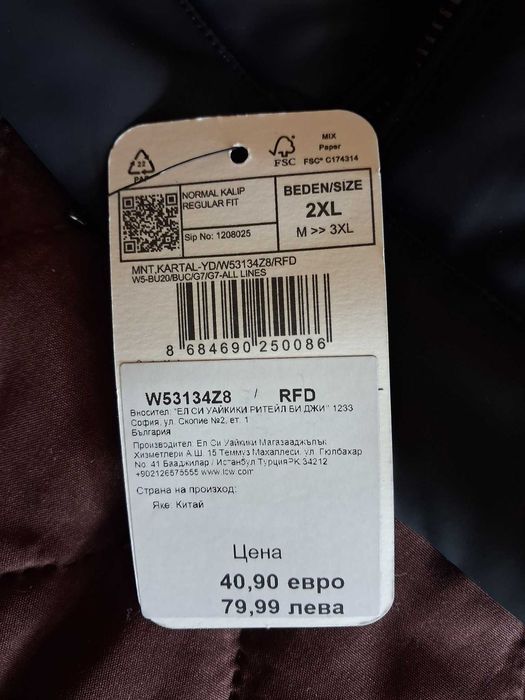 22
PAP
FSC
MIX
Paper
FSC® C174314
NORMAL KALIP
REGULAR FIT
Sip No: 1208025
BEDEN/SIZE
2XL
M >> 3XL
MNT.KARTAL-YD/W53134Z8/RFD
W5-BU20/BUC/G7/G7-ALL LINES
8 684690 250086
W53134Z8 / RFD
Вносител: "ЕЛ СИ УАЙКИКИ РИТЕЙЛ БИ ДЖИ" 1233
София, ул. Скопие №2, ет. 1
България
Производител: Ел Си Уайкики Магазааджълък
Хизметлери А.Ш. 15 Теммуз Махаллеси, ул. Гюлбахар
No: 41 Бааджилар / Истанбул ТурцияPK 34212
+902126575555 www.lcw.com
Страна на произход:
Яке: Китай
Цена
40,90 евро
79,99 лева